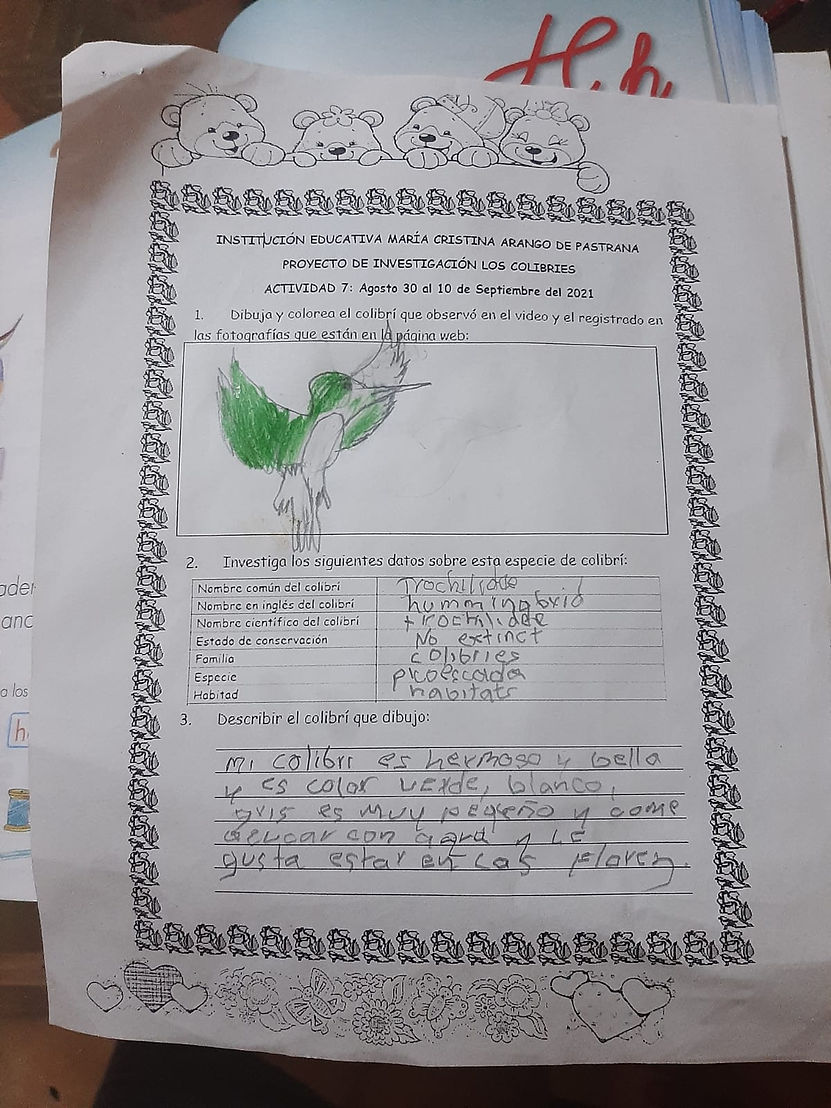 Hh
INSTITUCIÓN EDUCATIVA MARÍA CRISTINA ARANGO DE PASTRANA
PROYECTO DE INVESTIGACIÓN LOS COLIBRIES
ACTIVIDAD 7: Agosto 30 al 10 de Septiembre del 2021
1. Dibuja y colorea el colibrí que observó en el video y el registrado en
las fotografías que están en la página web:
2. Investiga los siguientes datos sobre esta especie de colibrí:
Nombre común del colibrí Trochilidae
Nombre en inglés del colibrí hummingbrid
Nombre científico del colibrí trochilidae
Estado de conservación No extinct
Familia colibries
Especie
Habitad habitats
3. Describir el colibrí que dibujo:
mi colibri es hermoso y bella
y es color verde, blanco,
gris es muy pequeño y come
azucar con agua y le
gusta estar en las flores
ader
anc
a los
h